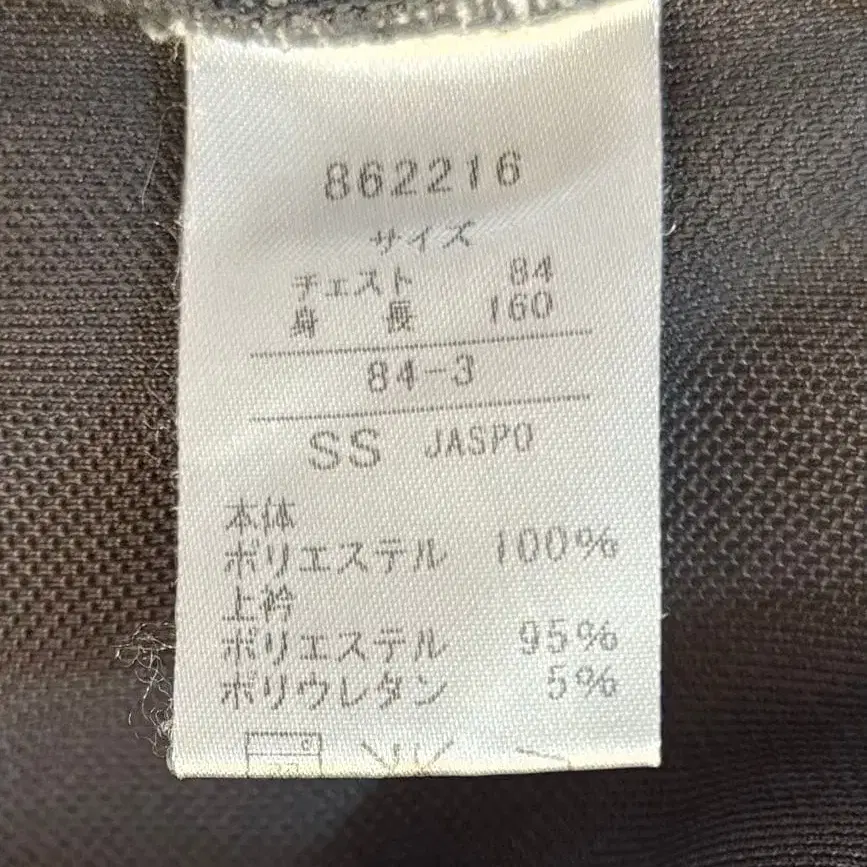 862216
サイズ
チェスト 84
身 長 160
84-3
SS JASPO
本体
ポリエステル 100%
上衿
ポリエステル 95%
ポリウレタン 5%